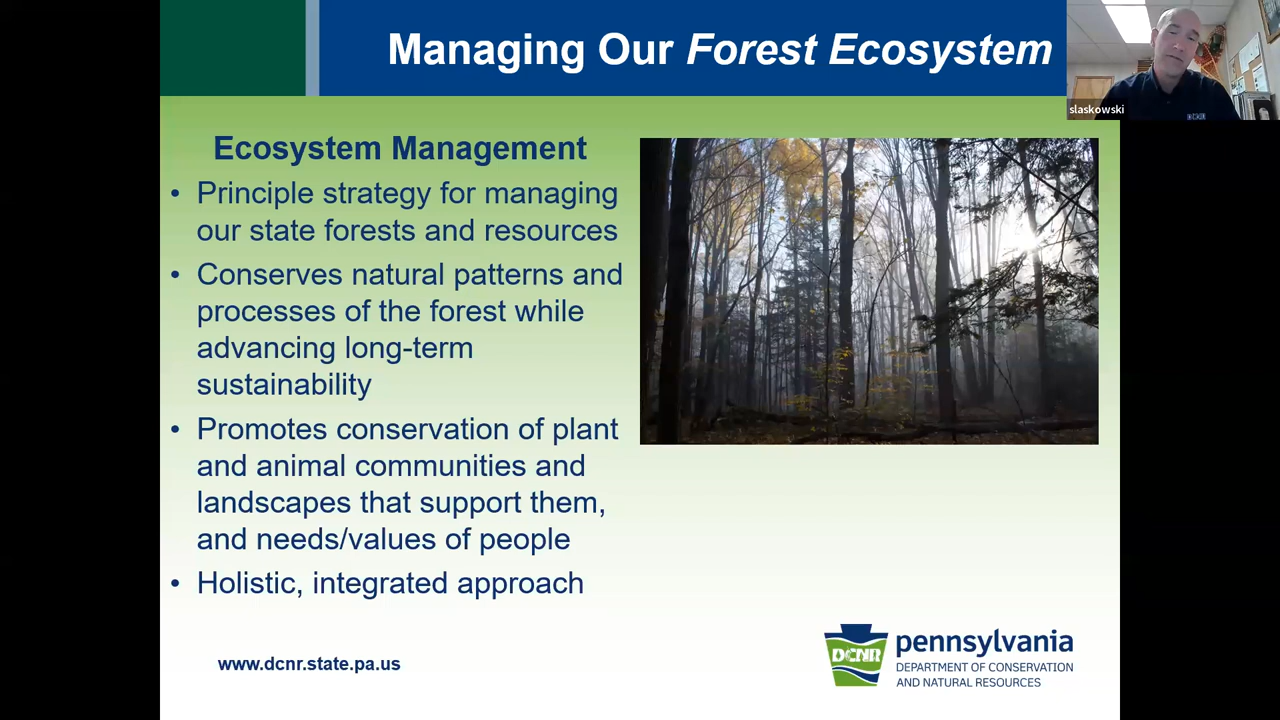 Managing Our Forest Ecosystem
slaskowski
Ecosystem Management
• Principle strategy for managing
our state forests and resources
• Conserves natural patterns and
processes of the forest while
advancing long-term
sustainability
• Promotes conservation of plant
and animal communities and
landscapes that support them,
and needs/values of people
• Holistic, integrated approach
www.dcnr.state.pa.us
DCNR
pennsylvania
DEPARTMENT OF CONSERVATION
AND NATURAL RESOURCES